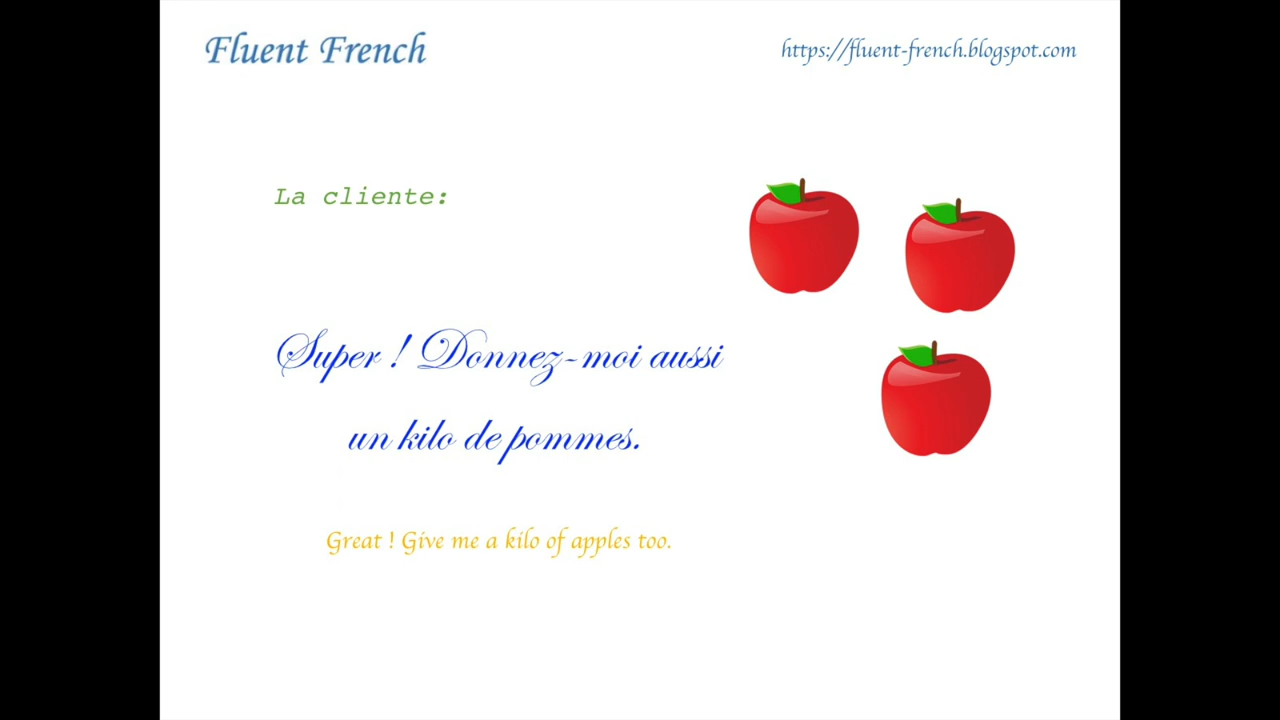 Fluent French
https://fluent-french.blogspot.com
La cliente:
Super ! Donnez-moi aussi
un kilo de pommes.
Great ! Give me a kilo of apples too.